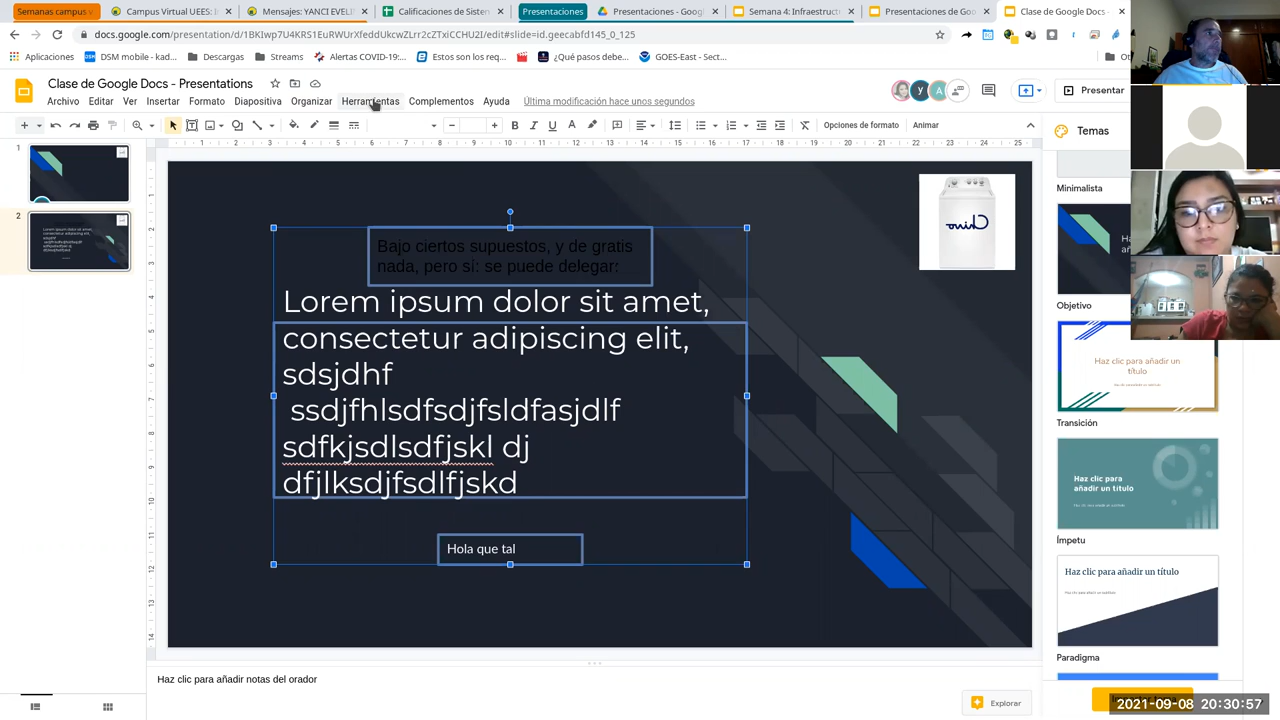 Semanas campus v
Campus Virtual UEES: I
Mensajes: YANCI EVELI
Calificaciones semanal
Presentaciones
Presentaciones - Googl
Semana 4: Infraestruct
Presentaciones de Goo
Clase de Google Docs -
docs.google.com/presentation/d/1BKIwp7U4KRS1EuRWUrXfeddUkcwZLrr2cZTxiCCHU2I/edit#slide=id.geecabfd145_0_125
Aplicaciones
DSM mobile - kad...
Descargas
Streams
Alertas COVID-19:...
Estos son los req...
¿Qué pasos debe...
GOES-East - Sect...
Clase de Google Docs - Presentations
Archivo Editar Ver Insertar Formato Diapositiva Organizar Herramientas Complementos Ayuda Última modificación hace unos segundos
Presentar
Opciones de formato Animar
Temas
1
2
Bajo ciertos supuestos, y de gratis
nada, pero si: se puede delegar:
Lorem ipsum dolor sit amet,
consectetur adipiscing elit,
sdsjdhf
ssdjfhlsdfsdjfsldfasjdlf
sdfkjsdlsdfjskl dj
dfjlksdjfsdlfjskd
Hola que tal
Minimalista
Objetivo
Haz clic para añadir un
título
Transición
Haz clic para
añadir un título
Ímpetu
Haz clic para añadir un título
Paradigma
Haz clic para añadir notas del orador
Explorar
2021-09-08 20:30:57